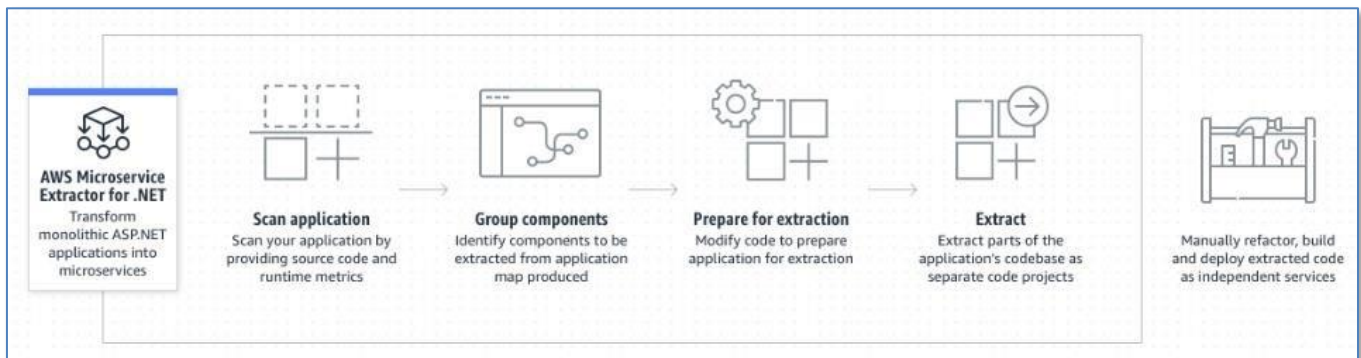 AWS Microservice
Extractor for .NET
Transform
monolithic ASP.NET
applications into
microservices
Scan application
Scan your application by
providing source code and
runtime metrics
Group components
Identify components to be
extracted from application
map produced
Prepare for extraction
Modify code to prepare
application for extraction
Extract
Extract parts of the
application's codebase as
separate code projects
Manually refactor, build
and deploy extracted code
as independent services